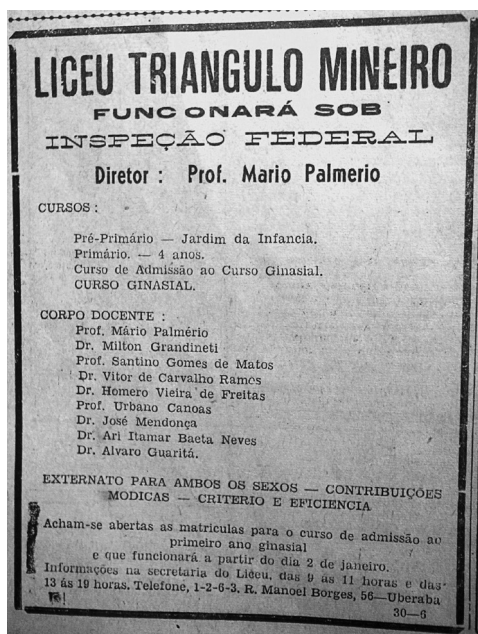 LICEU TRIANGULO MINEIRO
FUNC ONARÁ SOB
INSPEÇÃO FEDERAL
Diretor : Prof. Mario Palmerio
CURSOS :
Pré-Primário — Jardim da Infancia.
Primário. — 4 anos.
Curso de Admissão ao Curso Ginasial.
CURSO GINASIAL.
CORPO DOCENTE :
Prof. Mário Palmério
Dr. Milton Grandineti
Prof. Santino Gomes de Matos
Dr. Vitor de Carvalho Ramos
Dr. Homero Vieira de Freitas
Prof. Urbano Canoas
Dr. José Mendonça
Dr. Ari Itamar Baeta Neves
Dr. Alvaro Guaritá.
EXTERNATO PARA AMBOS OS SEXOS — CONTRIBUIÇÕES
MODICAS — CRITERIO E EFICIENCIA
Acham-se abertas as matriculas para o curso de admissão ao
primeiro ano ginasial
e que funcionará a partir do dia 2 de janeiro.
Informações na secretaria do Liceu, das 9 ás 11 horas e das
13 ás 19 horas. Telefone, 1-2-6-3. R. Manoel Borges, 56—Uberaba
30—6